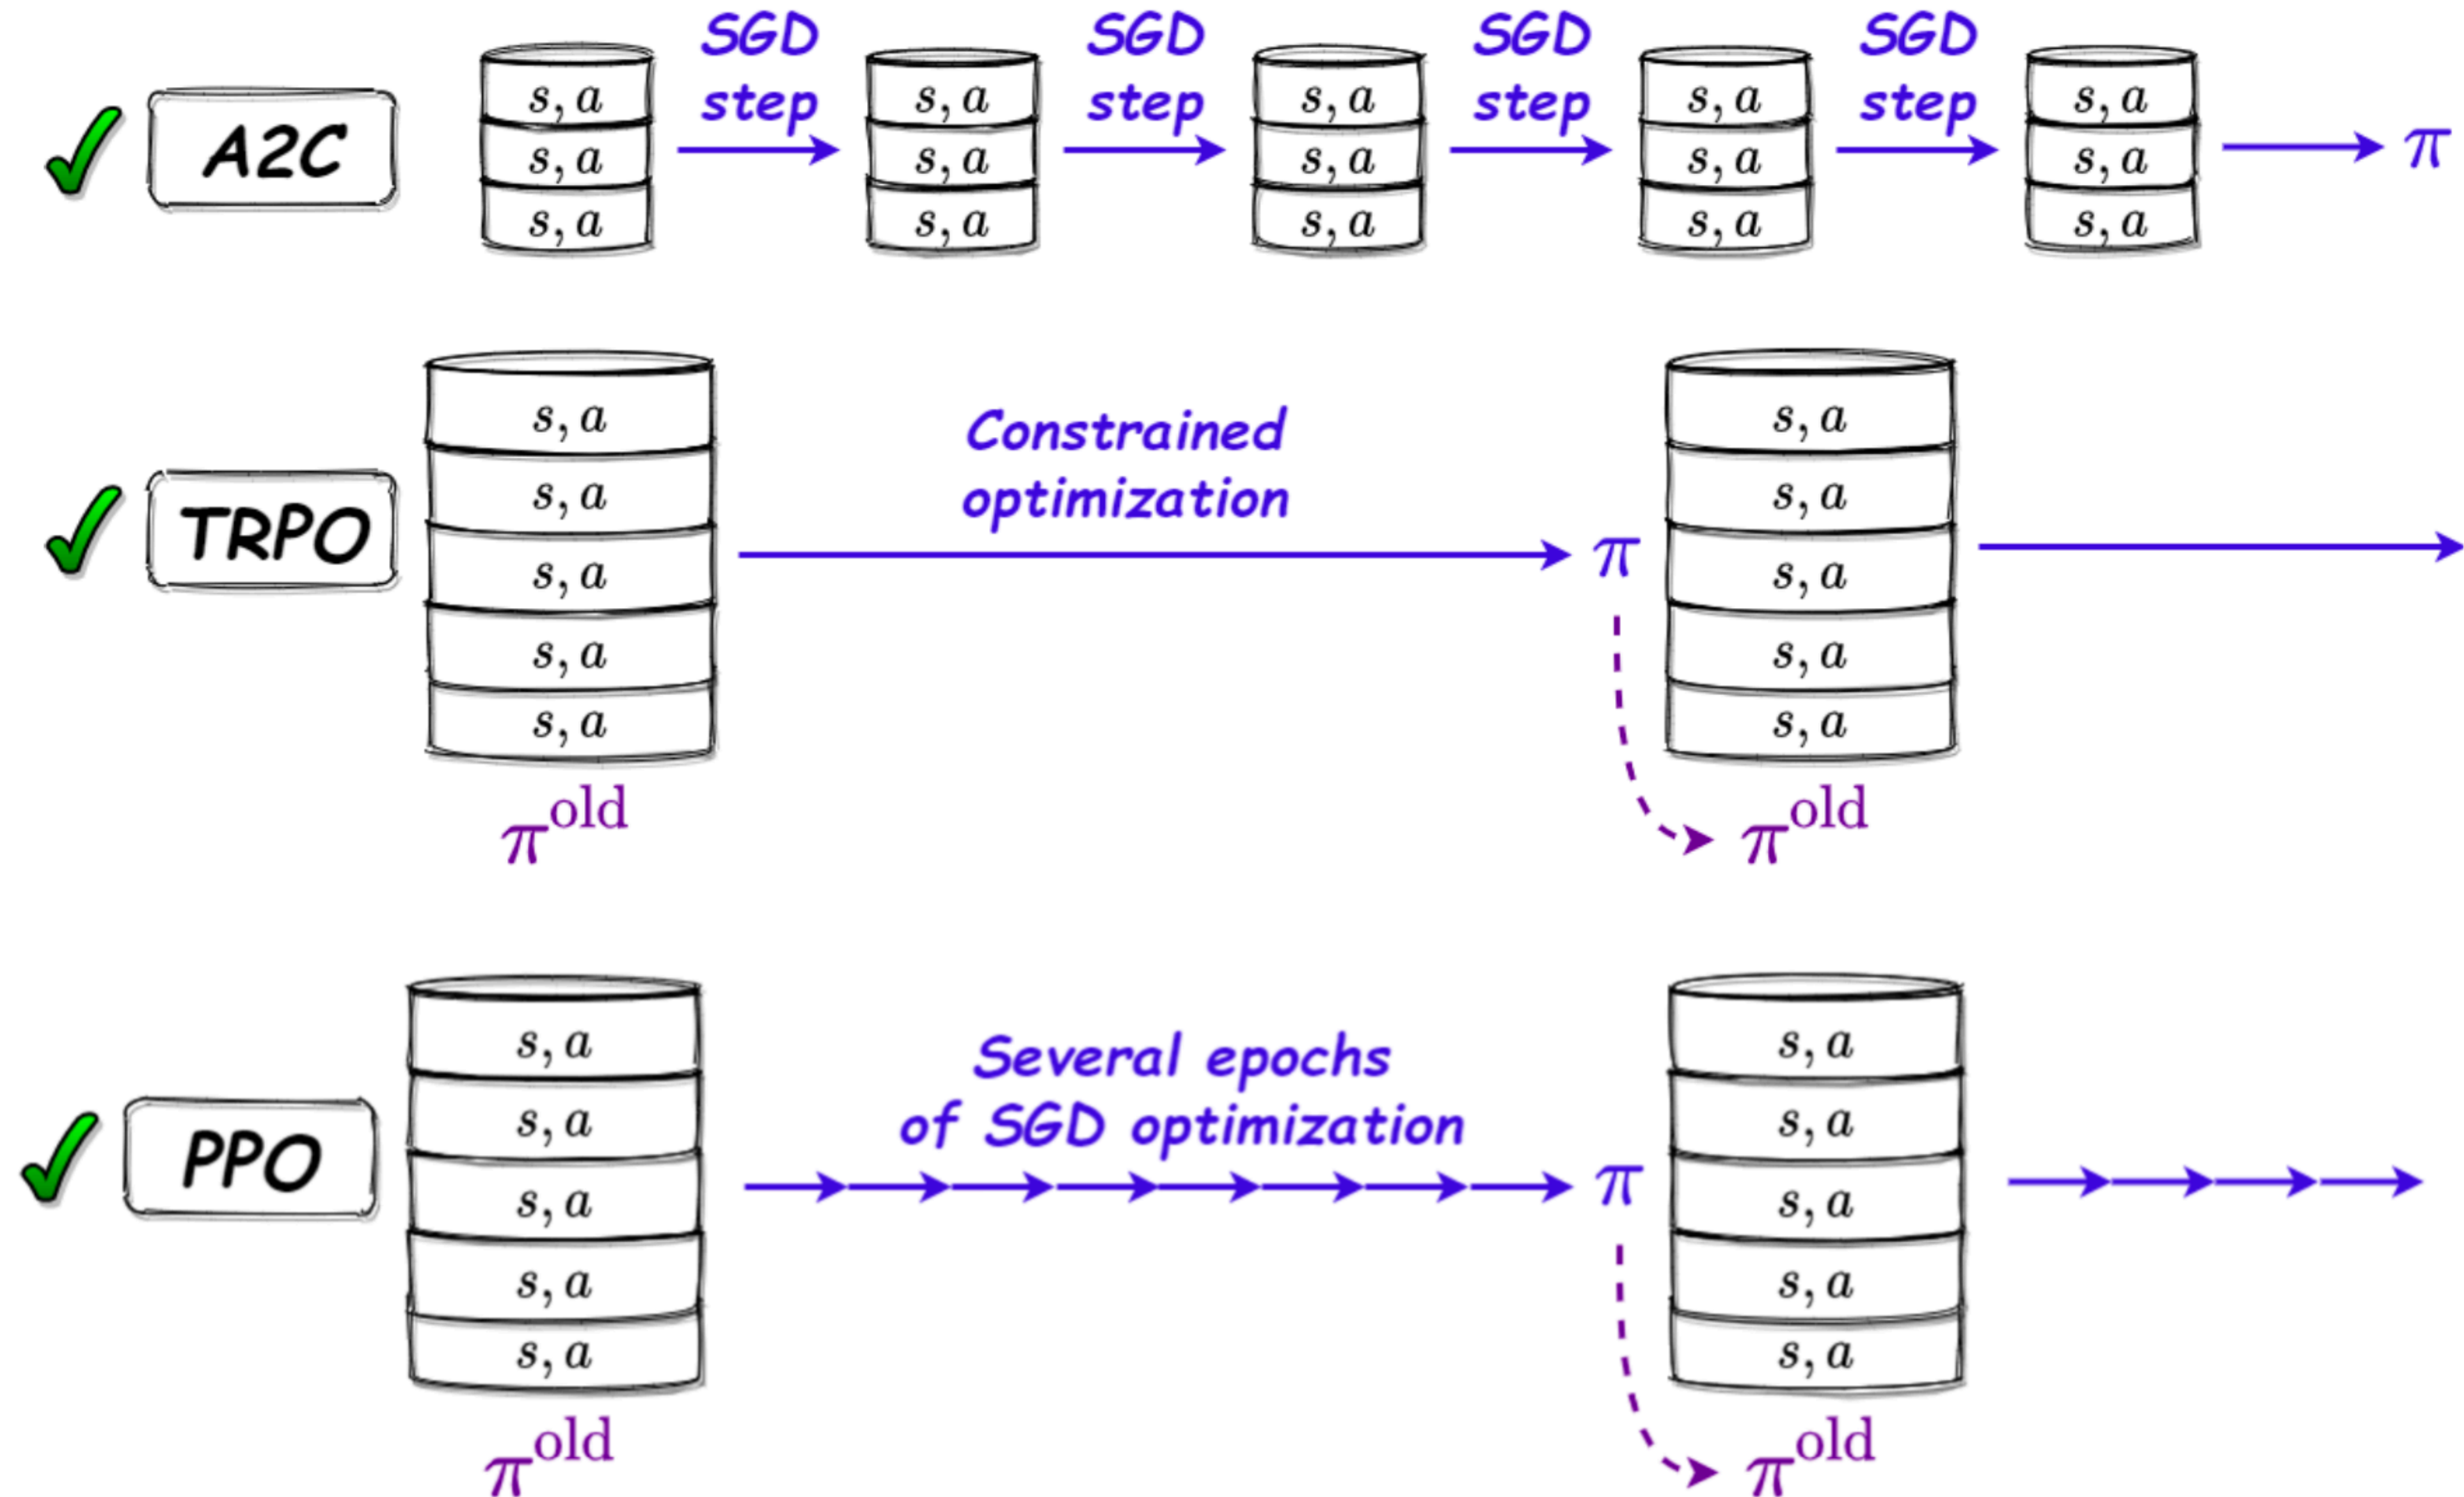 A2C
s, a
s, a
s, a
SGD
step
s, a
s, a
s, a
SGD
step
s, a
s, a
s, a
SGD
step
s, a
s, a
s, a
SGD
step
s, a
s, a
s, a
π
TRPO
s, a
s, a
s, a
s, a
s, a
π^old
Constrained
optimization
π
s, a
s, a
s, a
s, a
s, a
π^old
PPO
s, a
s, a
s, a
s, a
s, a
π^old
Several epochs
of SGD optimization
π
s, a
s, a
s, a
s, a
s, a
π^old